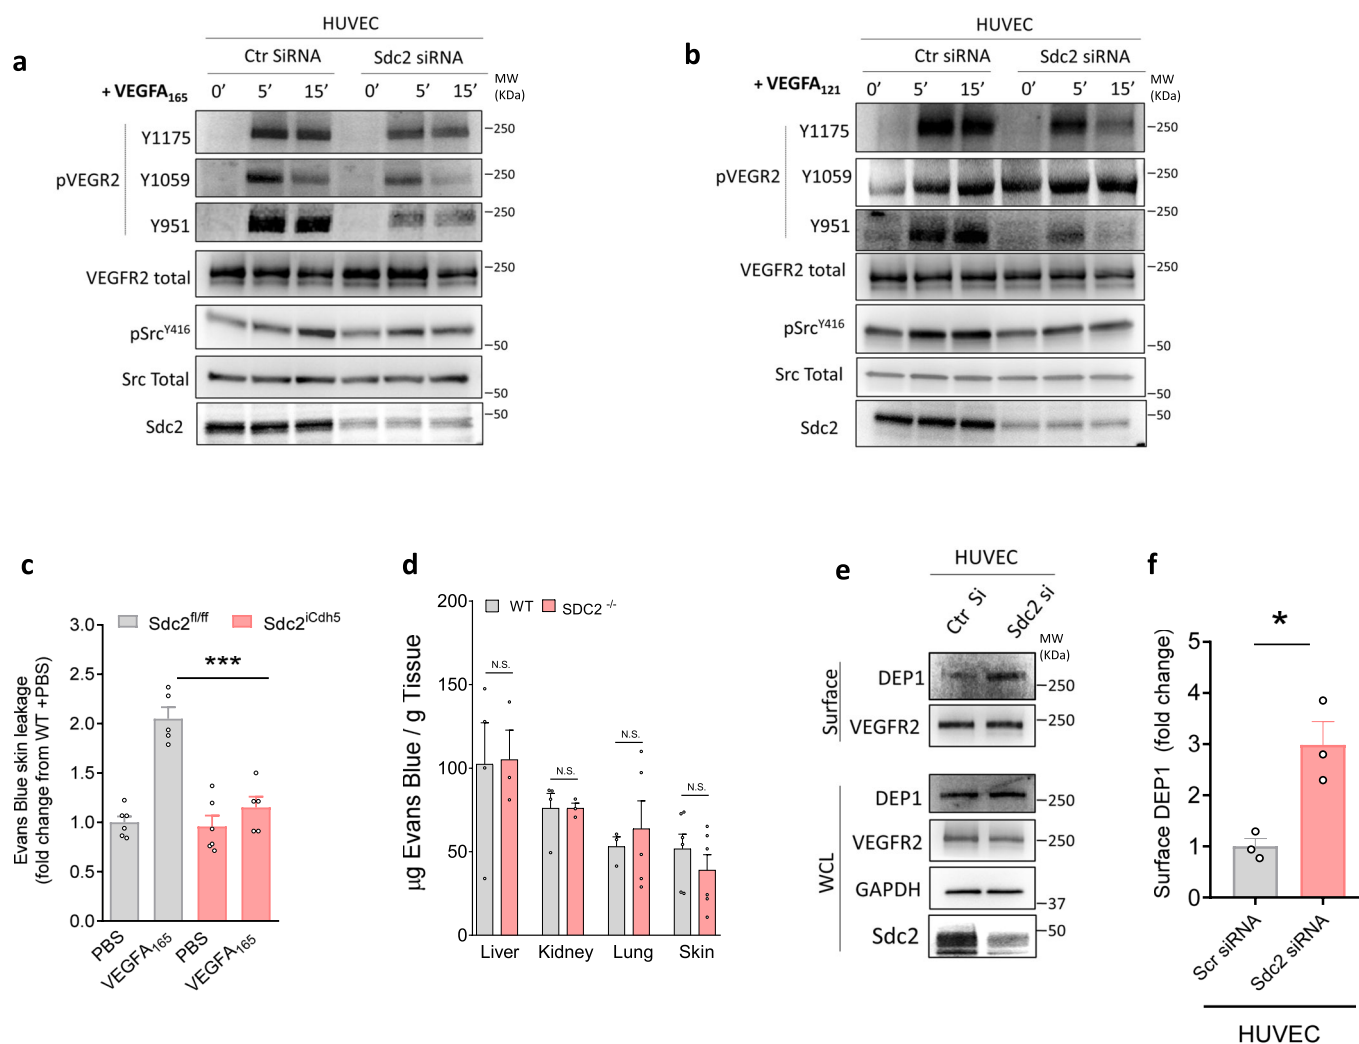 a
HUVEC
Ctr SiRNA Sdc2 siRNA
+ VEGFA165 0’ 5’ 15’ 0’ 5’ 15’ MW (KDa)
pVEGR2
Y1175 –250
Y1059 –250
Y951 –250
VEGFR2 total –250
pSrcY416 –50
Src Total –50
Sdc2 –50
b
HUVEC
Ctr siRNA Sdc2 siRNA
+ VEGFA121 0’ 5’ 15’ 0’ 5’ 15’ MW (KDa)
pVEGR2
Y1175 –250
Y1059 –250
Y951 –250
VEGFR2 total –250
pSrcY416 –50
Src Total –50
Sdc2 –50
c
Sdc2fl/ff Sdc2iCdh5
Evans Blue skin leakage
(fold change from WT +PBS)
3.0
2.5
2.0
1.5
1.0
0.5
0.0
***
PBS VEGFA165 PBS VEGFA165
d
WT SDC2 -/-
µg Evans Blue / g Tissue
200
150
100
50
0
N.S. N.S. N.S. N.S.
Liver Kidney Lung Skin
e
HUVEC
Ctr Si Sdc2 si
MW
(KDa)
Surface
DEP1 –250
VEGFR2 –250
WCL
DEP1 –250
VEGFR2 –250
GAPDH –37
Sdc2 –50
f
*
Surface DEP1 (fold change)
5
4
3
2
1
0
Scr siRNA Sdc2 siRNA
HUVEC